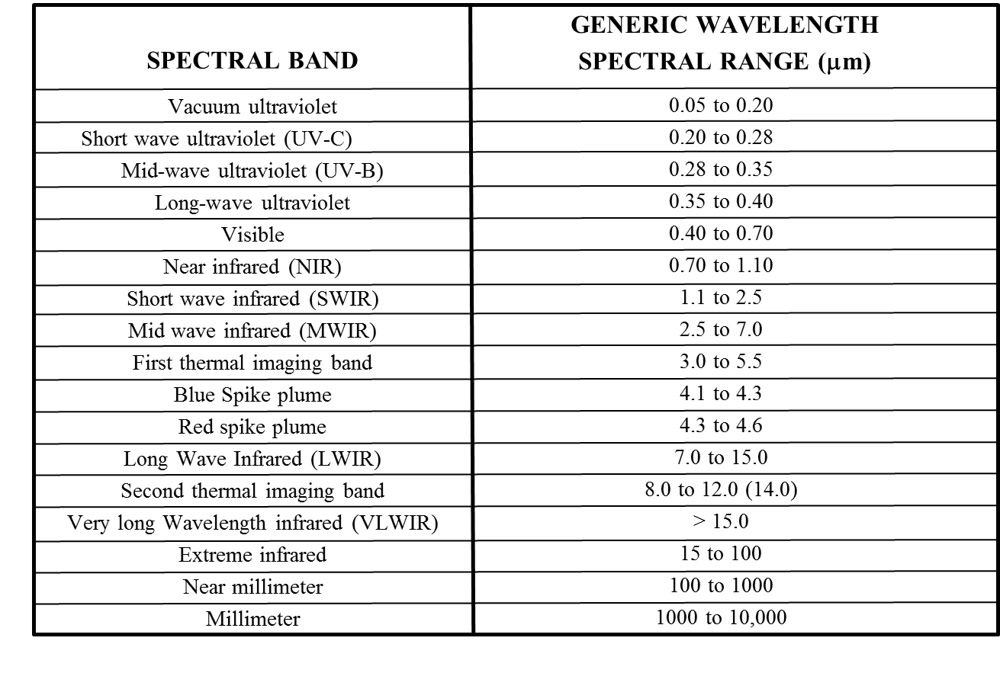 SPECTRAL BAND
GENERIC WAVELENGTH
SPECTRAL RANGE (μm)
Vacuum ultraviolet
0.05 to 0.20
Short wave ultraviolet (UV-C)
0.20 to 0.28
Mid-wave ultraviolet (UV-B)
0.28 to 0.35
Long-wave ultraviolet
0.35 to 0.40
Visible
0.40 to 0.70
Near infrared (NIR)
0.70 to 1.10
Short wave infrared (SWIR)
1.1 to 2.5
Mid wave infrared (MWIR)
2.5 to 7.0
First thermal imaging band
3.0 to 5.5
Blue Spike plume
4.1 to 4.3
Red spike plume
4.3 to 4.6
Long Wave Infrared (LWIR)
7.0 to 15.0
Second thermal imaging band
8.0 to 12.0 (14.0)
Very long Wavelength infrared (VLWIR)
> 15.0
Extreme infrared
15 to 100
Near millimeter
100 to 1000
Millimeter
1000 to 10,000